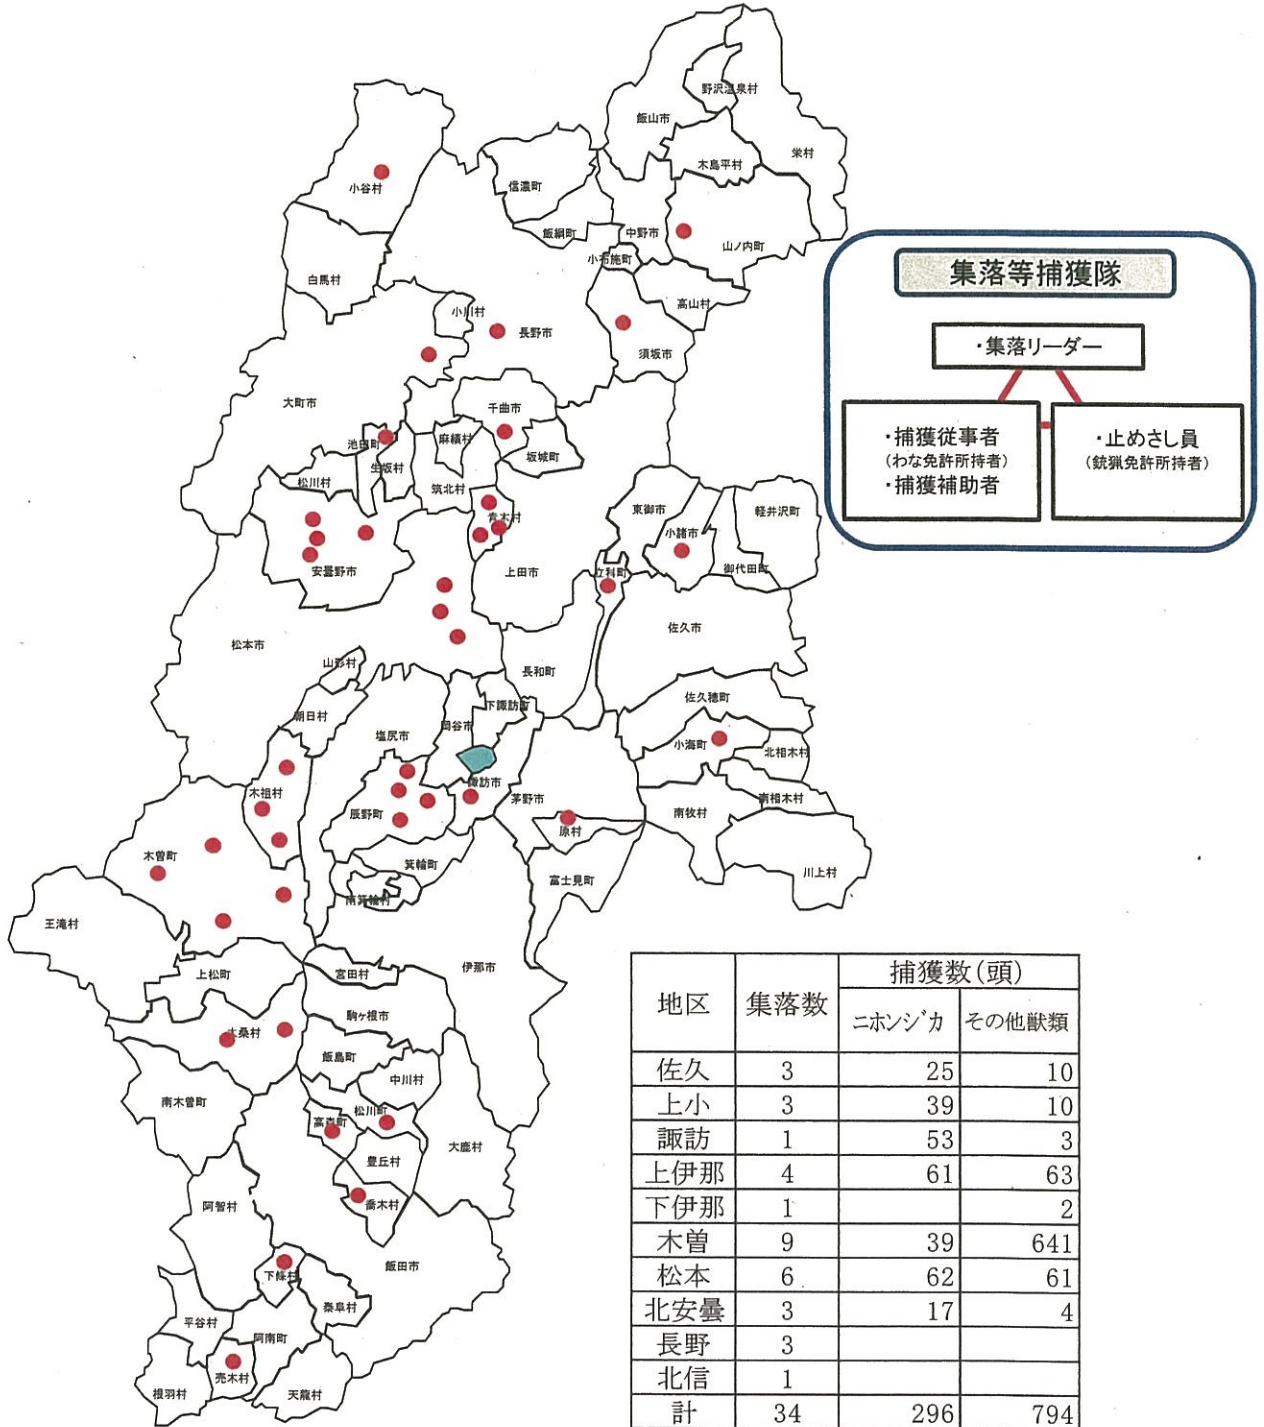 野沢温泉村
飯山市
栄村
木島平村
小谷村
信濃町
飯綱町
中野市
山ノ内町
小布施町
白馬村
高山村
小川村
長野市
須坂市
大町市
千曲市
池田町
麻績村
坂城町
生坂村
松川村
筑北村
青木村
東御市
軽井沢町
小諸市
安曇野市
上田市
立科町
御代田町
佐久市
松本市
山形村
長和町
佐久穂町
下諏訪町
朝日村
岡谷市
塩尻市
小海町
北相木村
諏訪市
木祖村
茅野市
南相木村
辰野町
南牧村
原村
木曽町
箕輪町
川上村
富士見町
南箕輪村
王滝村
伊那市
上松町
宮田村
駒ヶ根市
大桑村
飯島町
中川村
南木曽町
松川町
高森町
大鹿村
豊丘村
阿智村
喬木村
飯田市
下條村
泰阜村
平谷村
阿南町
売木村
根羽村
天龍村
集落等捕獲隊
・集落リーダー
・捕獲従事者
(わな免許所持者)
・捕獲補助者
・止めさし員
(銃猟免許所持者)
地区 集落数 捕獲数(頭)
ニホンジカ その他獣類
佐久 3 25 10
上小 3 39 10
諏訪 1 53 3
上伊那 4 61 63
下伊那 1 2
木曽 9 39 641
松本 6 62 61
北安曇 3 17 4
長野 3
北信 1
計 34 296 794